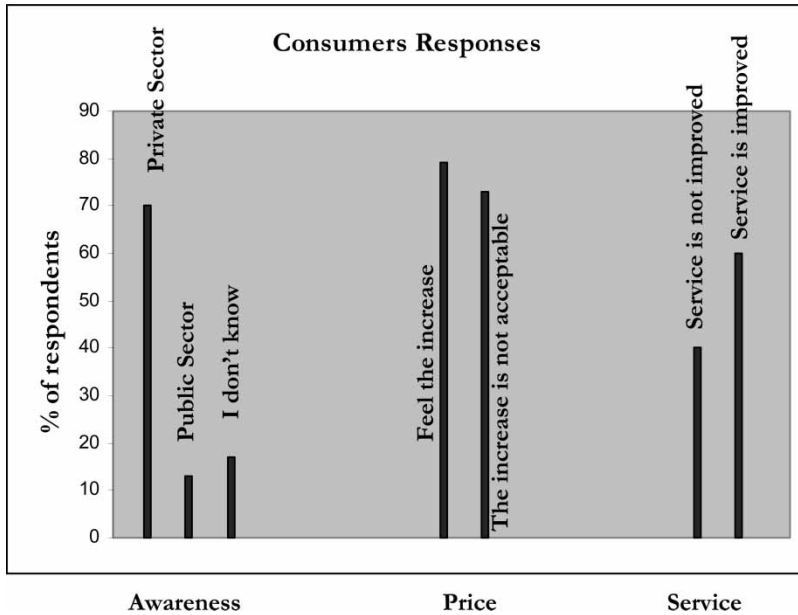 Consumers Responses
% of respondents
90
80
70
60
50
40
30
20
10
0
Private Sector
Public Sector
I don't know
Feel the increase
The increase is not acceptable
Service is not improved
Service is improved
Awareness
Price
Service